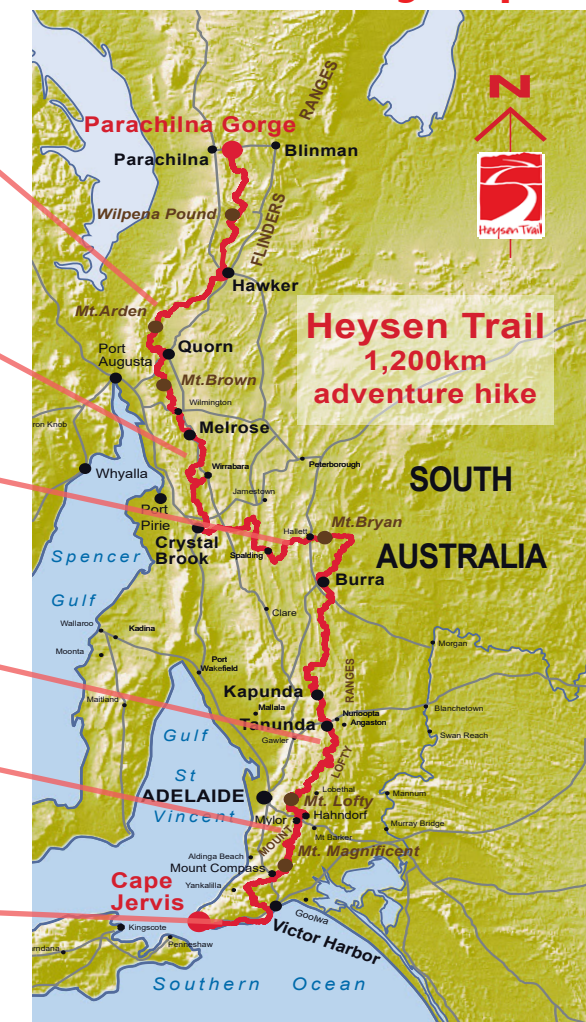 RANGES
N
Parachilna Gorge
Parachilna
Blinman
Heysen Trail
Wilpena Pound
FLINDERS
Hawker
Mt.Arden
Heysen Trail
1,200km
adventure hike
Port
Augusta
Quorn
Mt.Brown
Wilmington
Melrose
ron Knob
Wirrabara
Peterborough
Whyalla
SOUTH
Jamestown
Port
Pirie
Hallett
Mt.Bryan
Crystal
Brook
Spalding
AUSTRALIA
Spencer
Gulf
Burra
Clare
Wallaroo
Kadina
Moonta
Morgan
Port
Wakefield
RANGES
Kapunda
Maitland
Mallala
Blanchetown
Tanunda
Nurioopta
Angaston
Swan Reach
Gulf
Gawler
LOFTY
St
ADELAIDE
Vincent
Lobethal
Mannum
Mt. Lofty
Hahndorf
Mylor
Murray Bridge
Mt Barker
MOUNT
Mt. Magnificent
Aldinga Beach
Mount Compass
Yankalilla
Cape
Jervis
Goolwa
Victor Harbor
Kingscote
Penneshaw
mdana
Southern Ocean